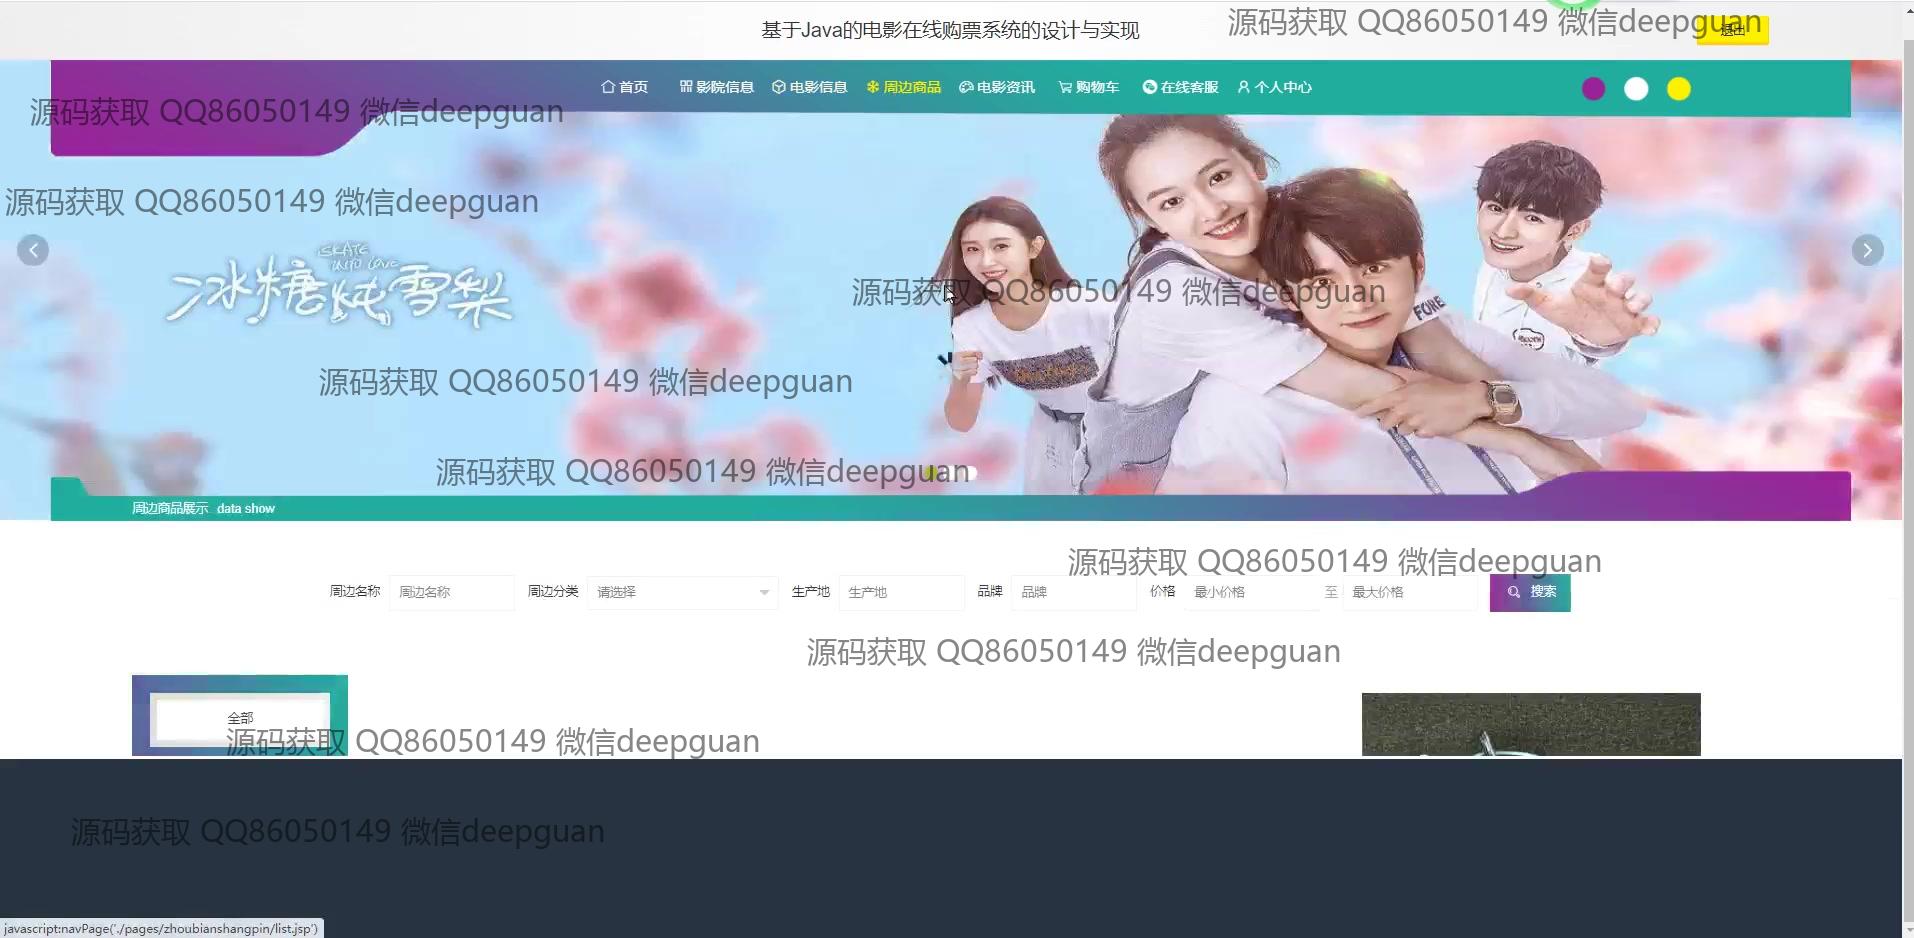 基于Java的电影在线购票系统的设计与实现
源码获取 QQ86050149 微信deepguan
退出
首页 影院信息 电影信息 周边商品 电影资讯 购物车 在线客服 个人中心
源码获取 QQ86050149 微信deepguan
源码获取 QQ86050149 微信deepguan
SKATE
INTO LOVE
冰糖炖雪梨
源码获取 QQ86050149 微信deepguan
FORE
源码获取 QQ86050149 微信deepguan
源码获取 QQ86050149 微信deepguan
周边商品展示 data show
源码获取 QQ86050149 微信deepguan
周边名称 周边名称 周边分类 请选择 生产地 生产地 品牌 品牌 价格 最小价格 至 最大价格 搜索
源码获取 QQ86050149 微信deepguan
全部
源码获取 QQ86050149 微信deepguan
源码获取 QQ86050149 微信deepguan
javascript:navPage('./pages/zhoubianshangpin/list.jsp')